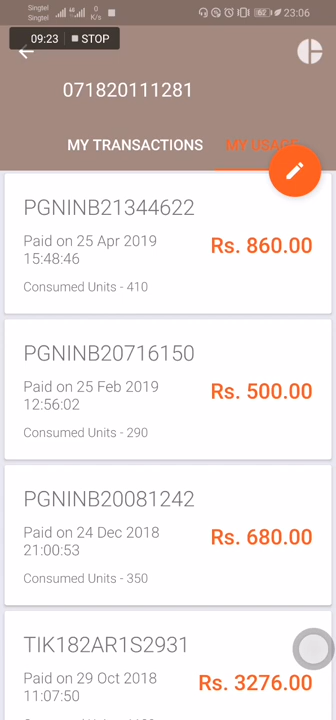 Singtel
Singtel
0
K/s
62
23:06
09:23 STOP
071820111281
MY TRANSACTIONS
MY USAGE
PGNINB21344622
Paid on 25 Apr 2019
15:48:46
Rs. 860.00
Consumed Units - 410
PGNINB20716150
Paid on 25 Feb 2019
12:56:02
Rs. 500.00
Consumed Units - 290
PGNINB20081242
Paid on 24 Dec 2018
21:00:53
Rs. 680.00
Consumed Units - 350
TIK182AR1S2931
Paid on 29 Oct 2018
11:07:50
Rs. 3276.00